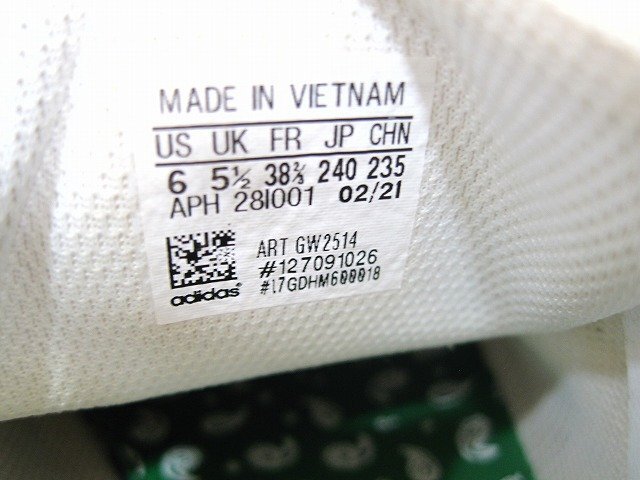 MADE IN VIETNAM
US UK FR JP CHN
6 5½ 38⅔ 240 235
APH 28I001 02/21
ART GW2514
#127091026
#17GDHM600018
adidas